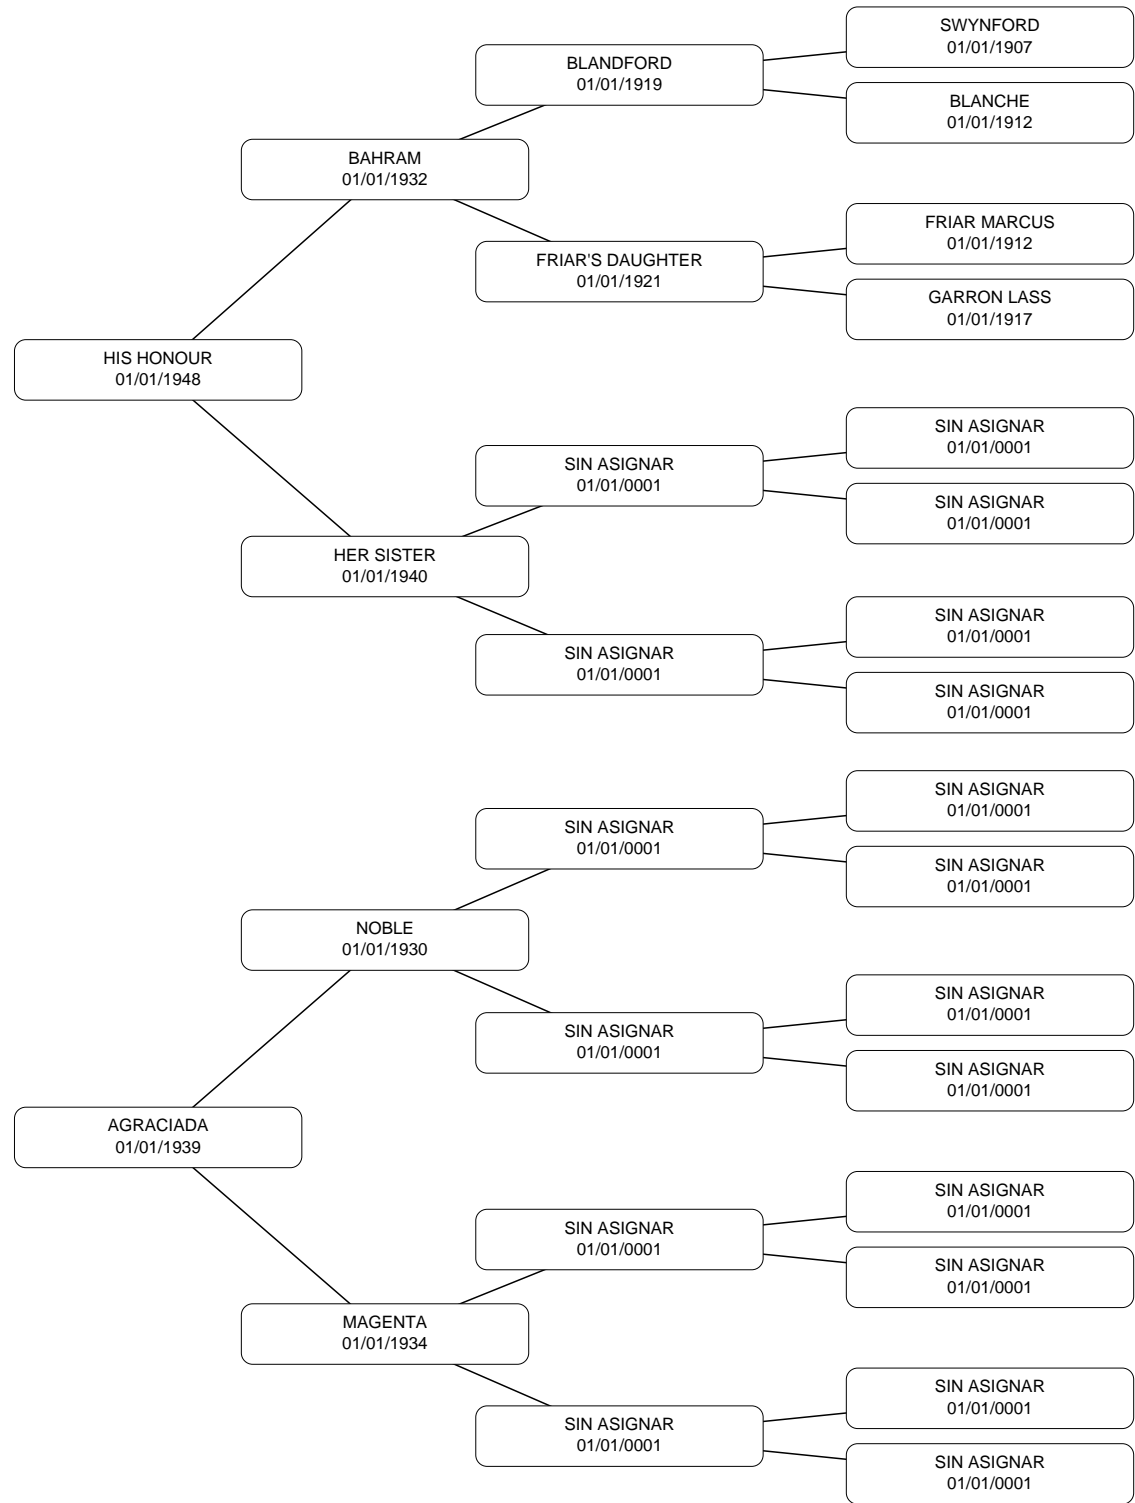 SWYNFORD
01/01/1907
BLANDFORD
01/01/1919
BLANCHE
01/01/1912
BAHRAM
01/01/1932
FRIAR MARCUS
01/01/1912
FRIAR'S DAUGHTER
01/01/1921
GARRON LASS
01/01/1917
HIS HONOUR
01/01/1948
SIN ASIGNAR
01/01/0001
SIN ASIGNAR
01/01/0001
SIN ASIGNAR
01/01/0001
HER SISTER
01/01/1940
SIN ASIGNAR
01/01/0001
SIN ASIGNAR
01/01/0001
SIN ASIGNAR
01/01/0001
SIN ASIGNAR
01/01/0001
SIN ASIGNAR
01/01/0001
SIN ASIGNAR
01/01/0001
NOBLE
01/01/1930
SIN ASIGNAR
01/01/0001
SIN ASIGNAR
01/01/0001
SIN ASIGNAR
01/01/0001
AGRACIADA
01/01/1939
SIN ASIGNAR
01/01/0001
SIN ASIGNAR
01/01/0001
SIN ASIGNAR
01/01/0001
MAGENTA
01/01/1934
SIN ASIGNAR
01/01/0001
SIN ASIGNAR
01/01/0001
SIN ASIGNAR
01/01/0001